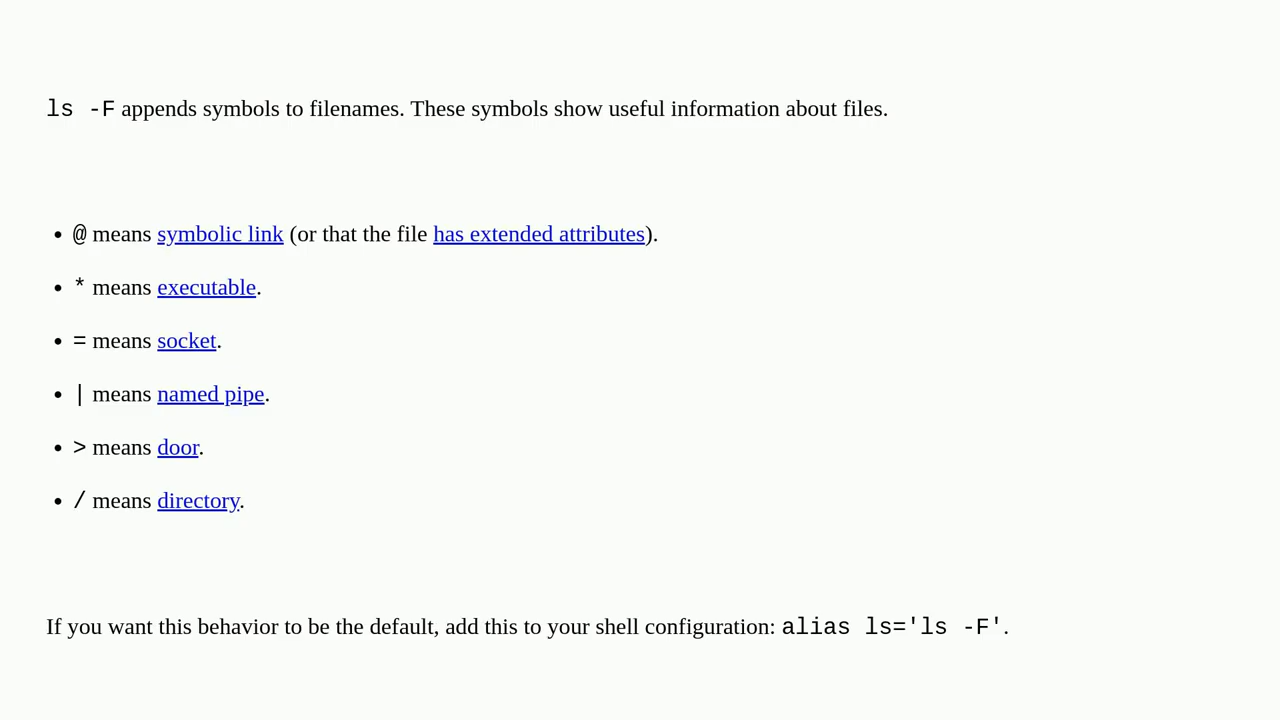 ls -F appends symbols to filenames. These symbols show useful information about files.
• @ means symbolic link (or that the file has extended attributes).
• * means executable.
• = means socket.
• | means named pipe.
• > means door.
• / means directory.
If you want this behavior to be the default, add this to your shell configuration: alias ls='ls -F'.